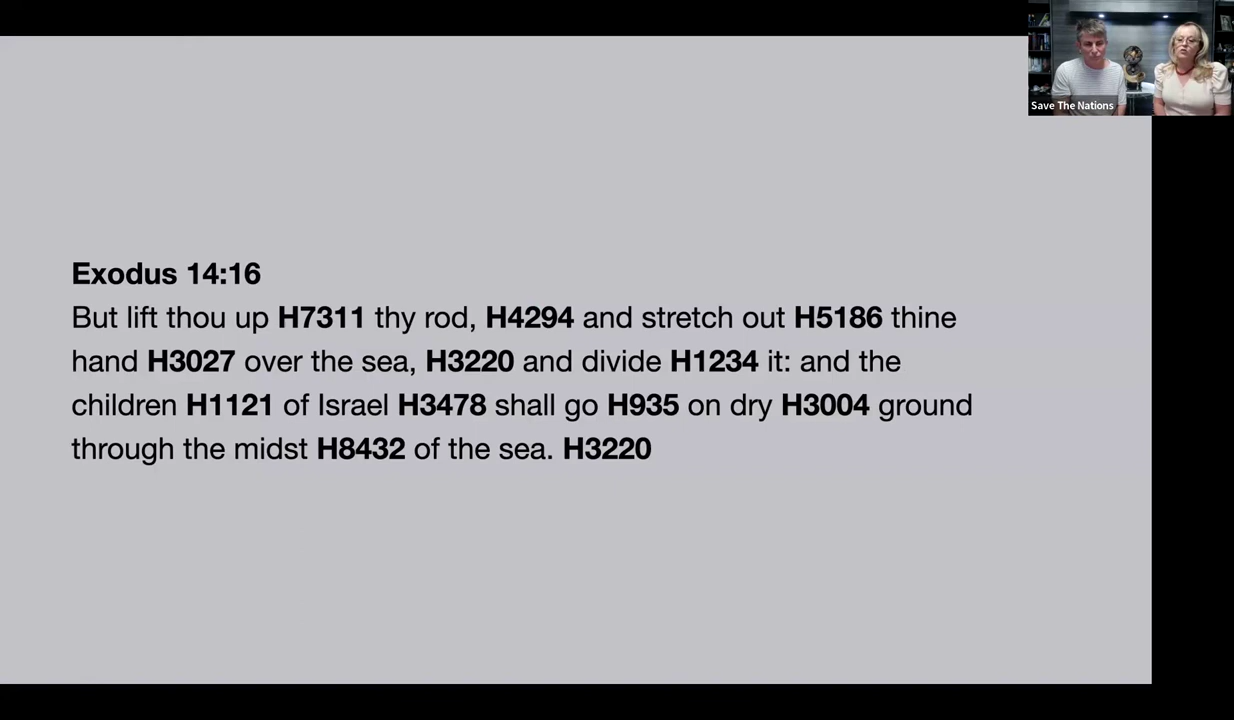 Save The Nations
Exodus 14:16
But lift thou up H7311 thy rod, H4294 and stretch out H5186 thine
hand H3027 over the sea, H3220 and divide H1234 it: and the
children H1121 of Israel H3478 shall go H935 on dry H3004 ground
through the midst H8432 of the sea. H3220